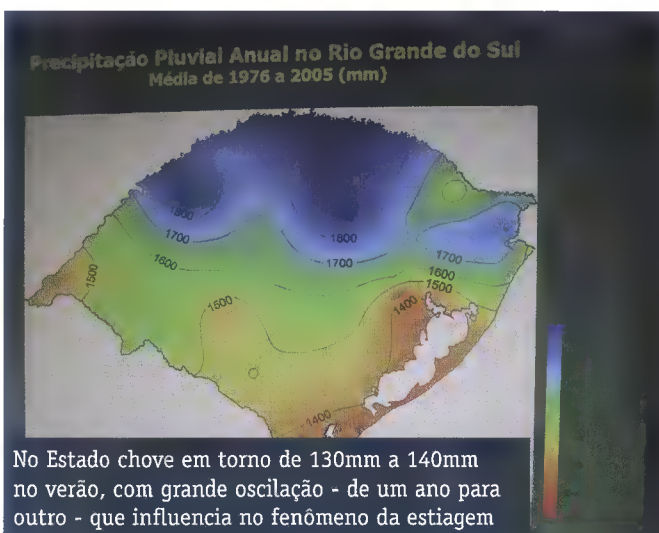 Precipitação Pluvial Anual no Rio Grande do Sul
Média de 1976 a 2005 (mm)
1800
1700
1600
1500
1800
1700
1700
1600
1500
1500
1400
1400
No Estado chove em torno de 130mm a 140mm
no verão, com grande oscilação - de um ano para
outro - que influencia no fenômeno da estiagem